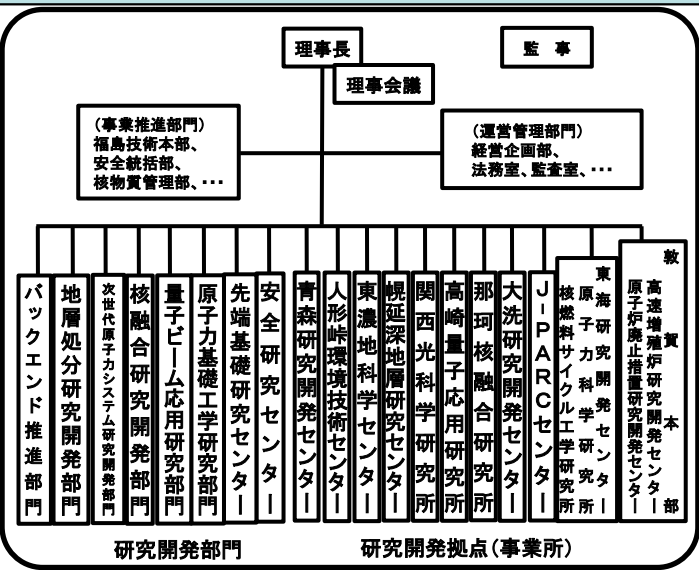 理事長
監　事
理事会議
（事業推進部門）
福島技術本部、
安全統括部、
核物質管理部、･･･
（運営管理部門）
経営企画部、
法務室、監査室、･･･
バックエンド推進部門
地層処分研究開発部門
次世代原子力システム研究開発部門
核融合研究開発部門
量子ビーム応用研究部門
原子力基礎工学研究部門
先端基礎研究センター
安全研究センター
青森研究開発センター
人形峠環境技術センター
東濃地科学センター
幌延深地層研究センター
関西光科学研究所
高崎量子応用研究所
那珂核融合研究所
大洗研究開発センター
Ｊ－ＰＡＲＣセンター
東海研究開発センター
原子力科学研究所
核燃料サイクル工学研究所
敦賀本部
高速増殖炉研究開発センター
原子炉廃止措置研究開発センター
研究開発部門
研究開発拠点（事業所）